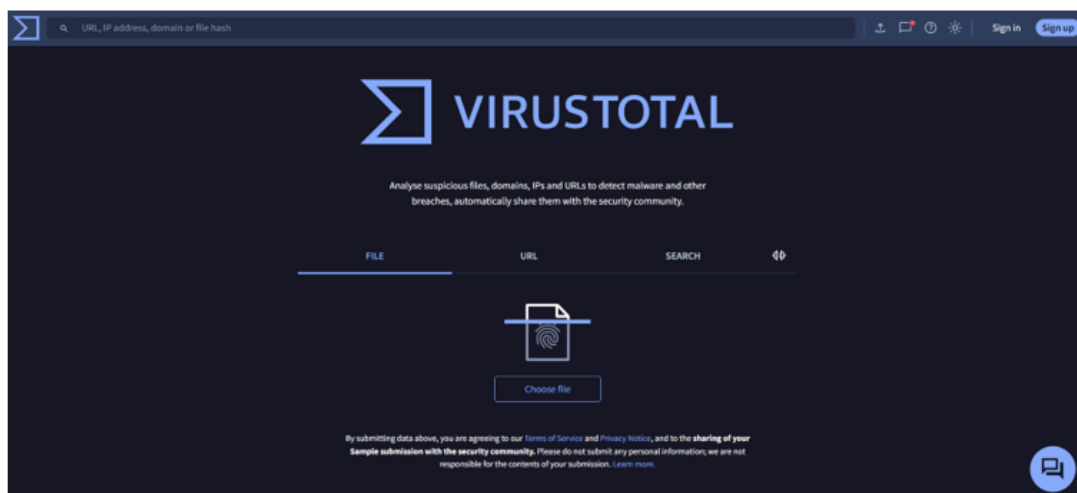 URL, IP address, domain or file hash
Sign in
Sign up
VIRUSTOTAL
Analyse suspicious files, domains, IPs and URLs to detect malware and other
breaches, automatically share them with the security community.
FILE
URL
SEARCH
Choose file
By submitting data above, you are agreeing to our Terms of Service and Privacy Notice, and to the sharing of your
Sample submission with the security community. Please do not submit any personal information; we are not
responsible for the contents of your submission. Learn more.